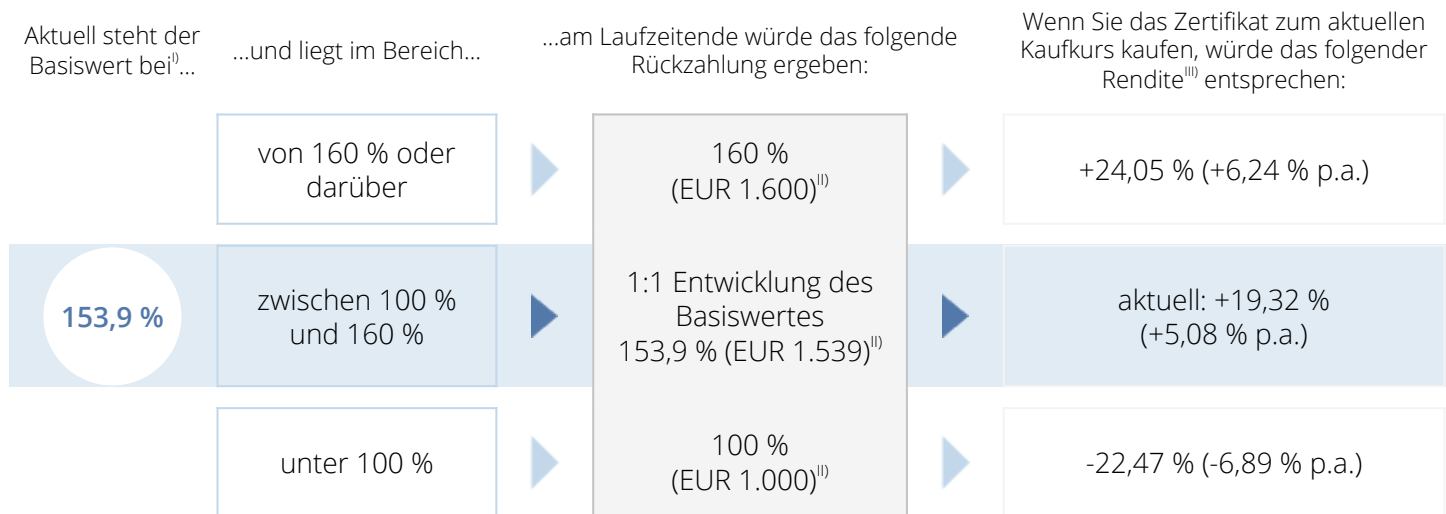 Aktuell steht der
Basiswert bei I)...
...und liegt im Bereich...
...am Laufzeitende würde das folgende
Rückzahlung ergeben:
Wenn Sie das Zertifikat zum aktuellen
Kaufkurs kaufen, würde das folgender
Rendite III) entsprechen:
von 160 % oder
darüber
160 %
(EUR 1.600) II)
+24,05 % (+6,24 % p.a.)
153,9 %
zwischen 100 %
und 160 %
1:1 Entwicklung des
Basiswertes
153,9 % (EUR 1.539) II)
aktuell: +19,32 %
(+5,08 % p.a.)
unter 100 %
100 %
(EUR 1.000) II)
-22,47 % (-6,89 % p.a.)